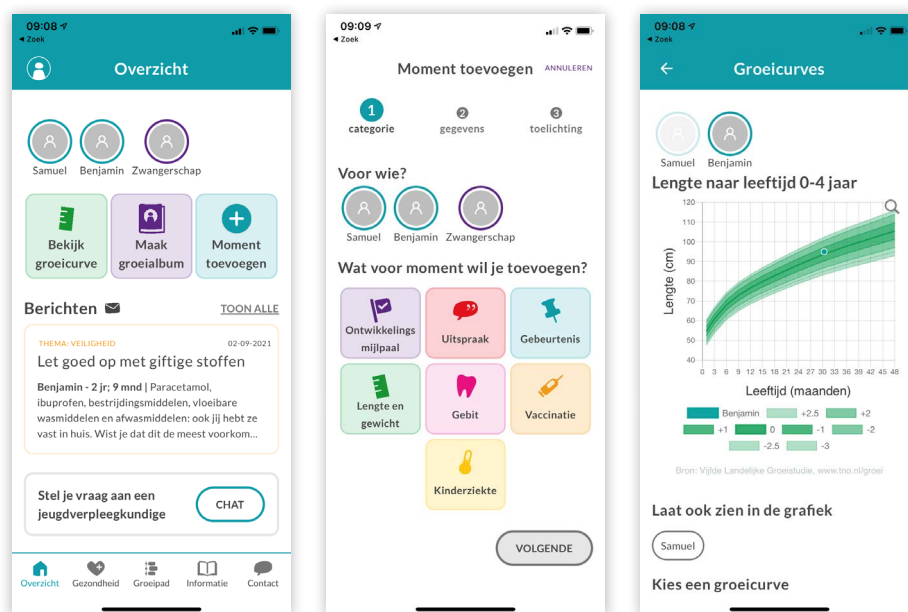 09:08
Zoek
Overzicht
Samuel Benjamin Zwangerschap
Bekijk groeicurve
Maak groeialbum
Moment toevoegen
Berichten
TOON ALLE
THEMA: VEILIGHEID 02-09-2021
Let goed op met giftige stoffen
Benjamin - 2 jr; 9 mnd | Paracetamol,
ibuprofen, bestrijdingsmiddelen, vloeibare
wasmiddelen en afwasmiddelen: ook jij hebt ze
vast in huis. Wist je dat dit de meest voorkom...
Stel je vraag aan een
jeugdverpleegkundige
CHAT
Overzicht Gezondheid Groeipad Informatie Contact
09:09
Zoek
Moment toevoegen ANNULEREN
1 2 3
categorie gegevens toelichting
Voor wie?
Samuel Benjamin Zwangerschap
Wat voor moment wil je toevoegen?
Ontwikkelings
mijlpaal
Uitspraak
Gebeurtenis
Lengte en
gewicht
Gebit
Vaccinatie
Kinderziekte
VOLGENDE
09:08
Zoek
Groeicurves
Samuel Benjamin
Lengte naar leeftijd 0-4 jaar
120
110
100
90
80
70
60
50
40
Lengte (cm)
0 3 6 9 12 15 18 21 24 27 30 33 36 39 42 45 48
Leeftijd (maanden)
Benjamin +2.5 +2
+1 0 -1 -2
-2.5 -3
Bron: Vijfde Landelijke Groeistudie, www.tno.nl/groei
Laat ook zien in de grafiek
Samuel
Kies een groeicurve